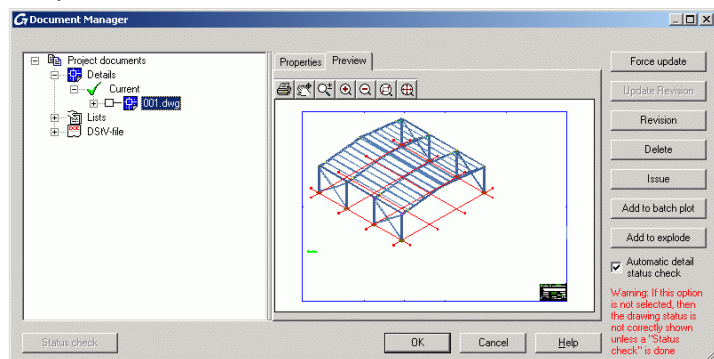 Document Manager
Project documents
Details
Current
001.dwg
Lists
DStV-file
Properties
Preview
Force update
Update Revision
Revision
Delete
Issue
Add to batch plot
Add to explode
Automatic detail
status check
Warning: If this option
is not selected, then
the drawing status is
not correctly shown
unless a "Status
check" is done
Status check
OK
Cancel
Help